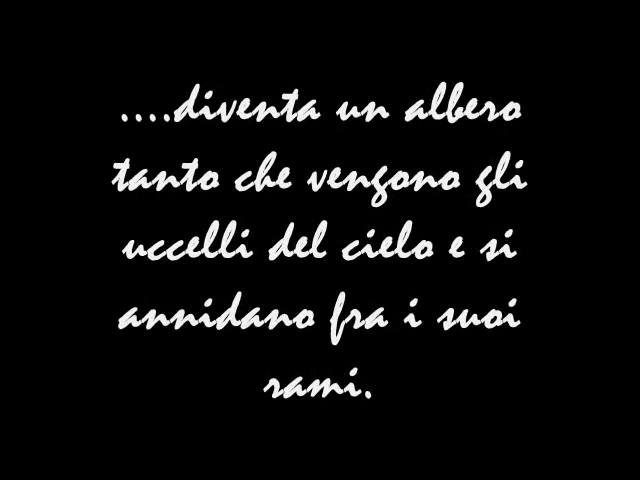 ....diventa un albero
tanto che vengono gli
uccelli del cielo e si
annidano fra i suoi
rami.